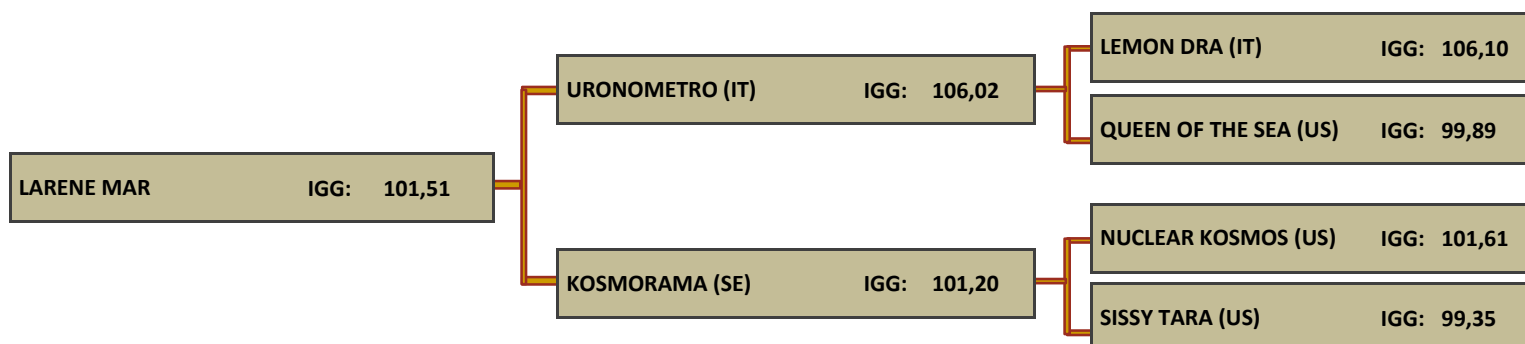 LEMON DRA (IT) IGG: 106,10
URONOMETRO (IT) IGG: 106,02
QUEEN OF THE SEA (US) IGG: 99,89
LARENE MAR IGG: 101,51
NUCLEAR KOSMOS (US) IGG: 101,61
KOSMORAMA (SE) IGG: 101,20
SISSY TARA (US) IGG: 99,35